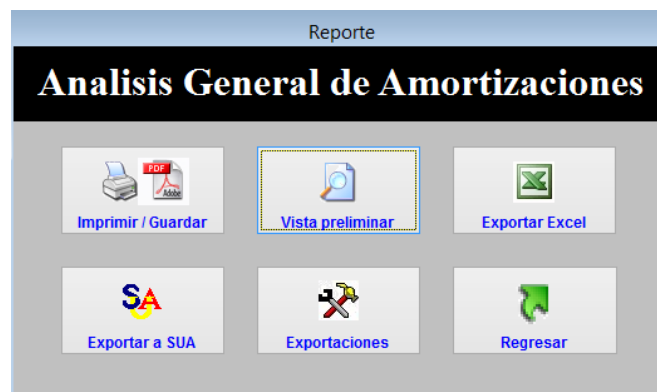 Reporte
Analisis General de Amortizaciones
PDF
Adobe
Imprimir / Guardar
Vista preliminar
Exportar Excel
SUA
Exportar a SUA
Exportaciones
Regresar